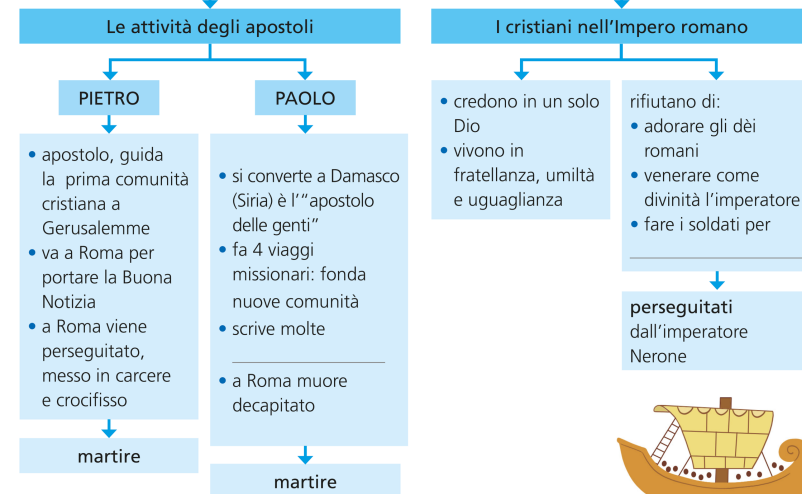 Le attività degli apostoli
PIETRO
• apostolo, guida
la prima comunità
cristiana a
Gerusalemme
• va a Roma per
portare la Buona
Notizia
• a Roma viene
perseguitato,
messo in carcere
e crocifisso
martire
PAOLO
• si converte a Damasco
(Siria) è l'“apostolo
delle genti”
• fa 4 viaggi
missionari: fonda
nuove comunità
• scrive molte
• a Roma muore
decapitato
martire
I cristiani nell'Impero romano
• credono in un solo
Dio
• vivono in
fratellanza, umiltà
e uguaglianza
rifiutano di:
• adorare gli dèi
romani
• venerare come
divinità l'imperatore
• fare i soldati per
perseguitati
dall'imperatore
Nerone